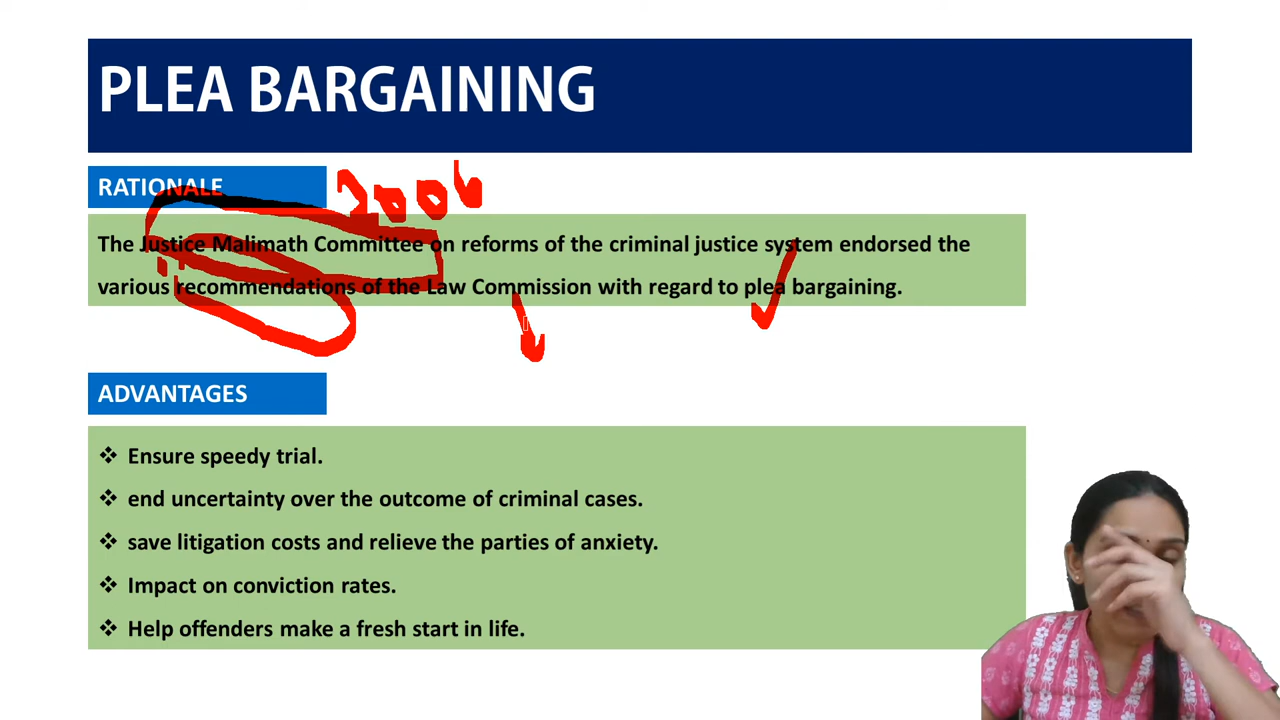 PLEA BARGAINING
RATIONALE
2006
The Justice Malimath Committee on reforms of the criminal justice system endorsed the
various recommendations of the Law Commission with regard to plea bargaining.
ADVANTAGES
❖ Ensure speedy trial.
❖ end uncertainty over the outcome of criminal cases.
❖ save litigation costs and relieve the parties of anxiety.
❖ Impact on conviction rates.
❖ Help offenders make a fresh start in life.